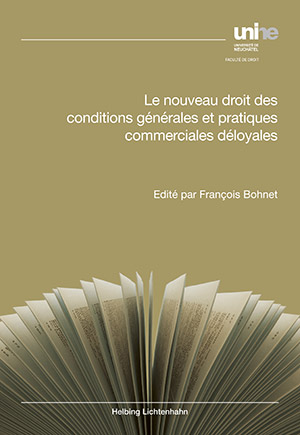 unine
UNIVERSITÉ DE
NEUCHÂTEL
FACULTÉ DE DROIT
Le nouveau droit des
conditions générales et pratiques
commerciales déloyales
Edité par François Bohnet
Helbing Lichtenhahn